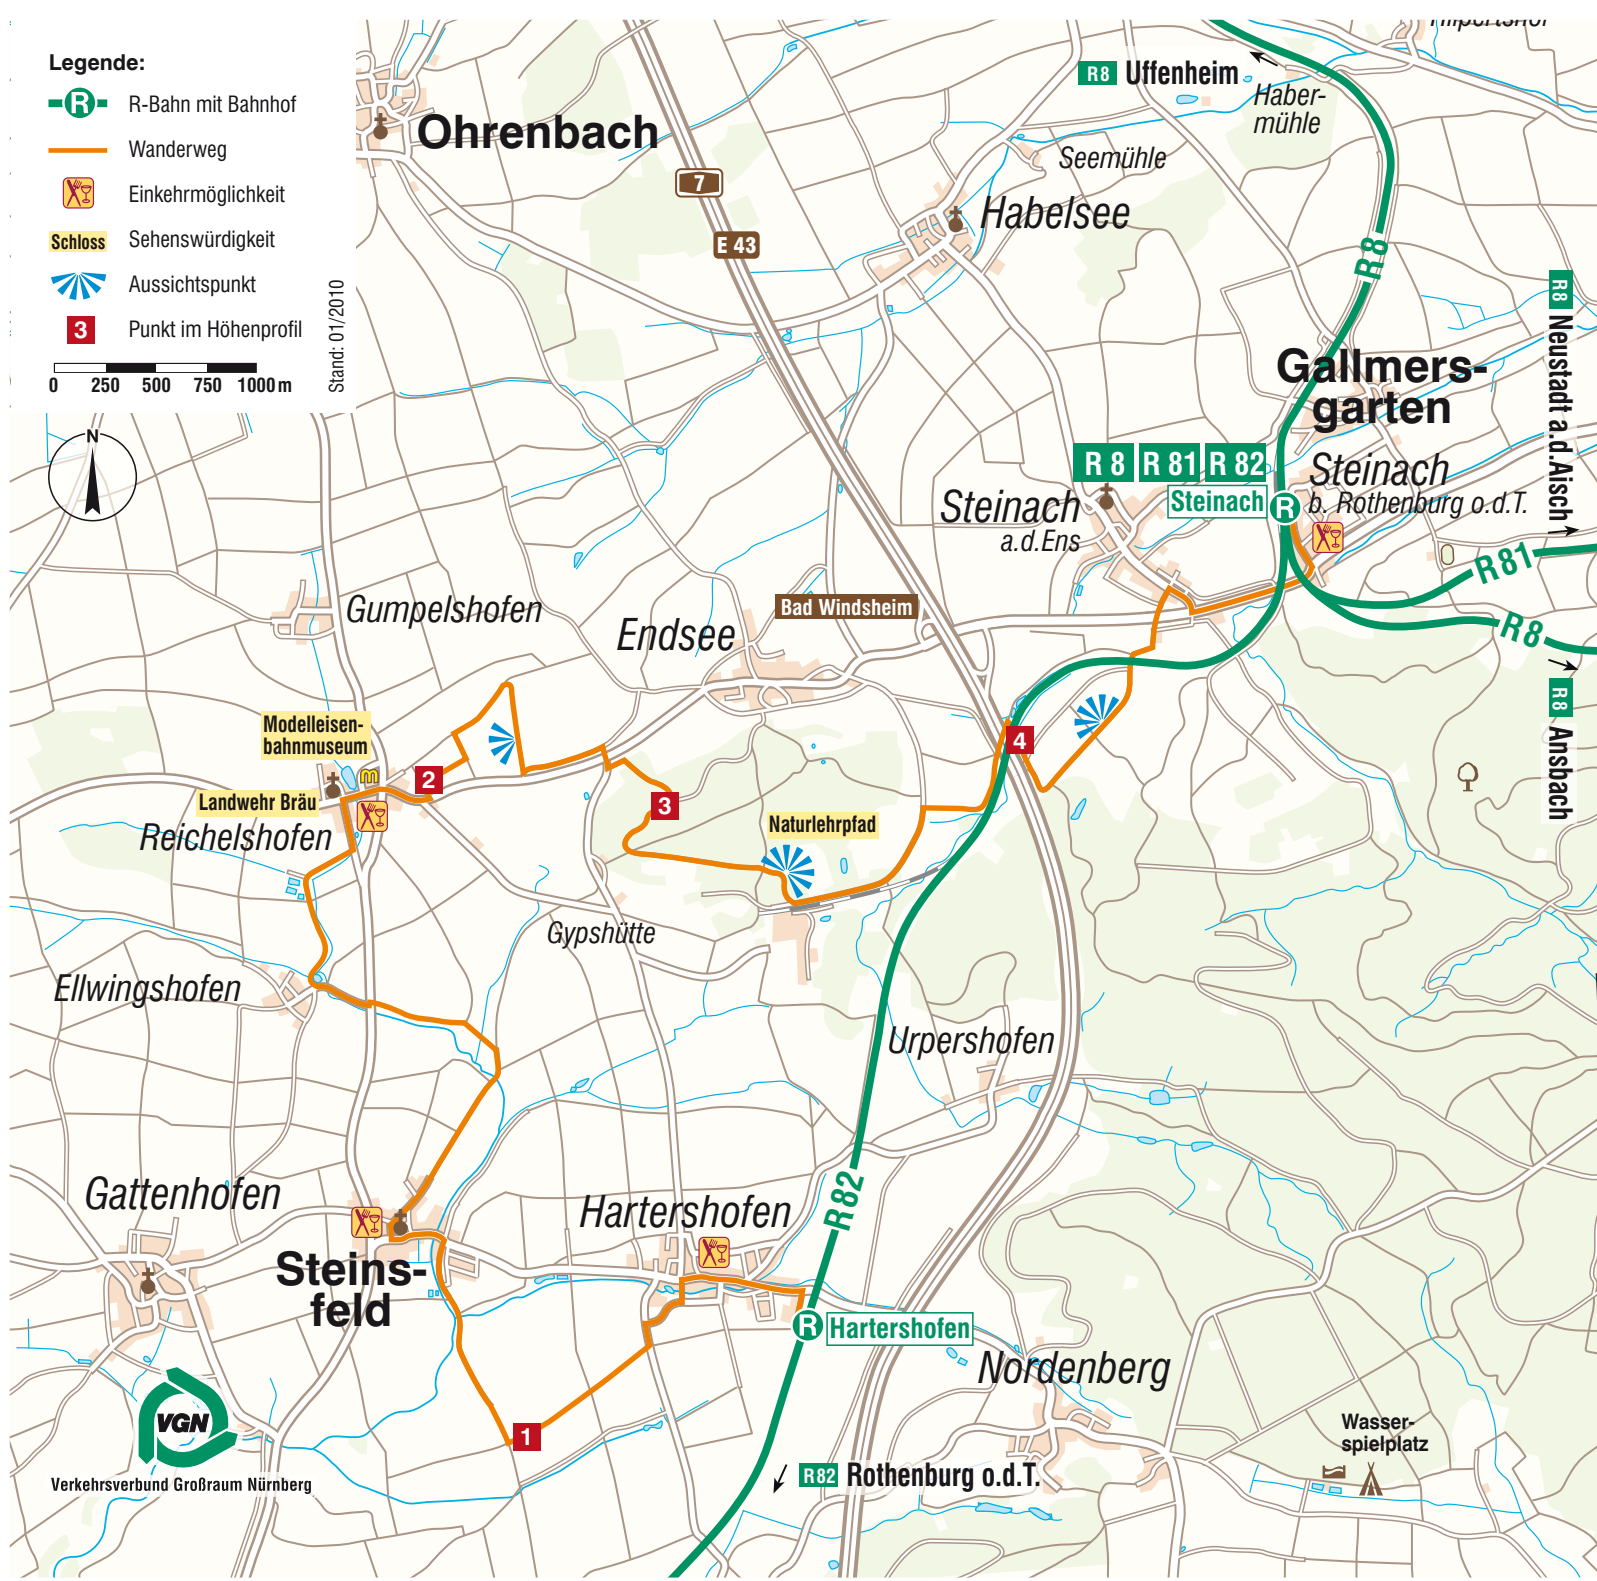 Legende:
R
R-Bahn mit Bahnhof
Wanderweg
Einkehrmöglichkeit
Schloss
Sehenswürdigkeit
Aussichtspunkt
3
Punkt im Höhenprofil
0 250 500 750 1000 m
Stand: 01/2010
N
Ohrenbach
7
E 43
R8 Uffenheim
Haber-
mühle
Seemühle
Habelsee
R8
R8 Neustadt a.d.Aisch
Gallmers-
garten
R 8 R 81 R 82
Steinach
R
Steinach
b. Rothenburg o.d.T.
Steinach
a.d.Ens
R81
R8
R8 Ansbach
Gumpelshofen
Endsee
Bad Windsheim
Modelleisen-
bahnmuseum
m
2
Landwehr Bräu
Reichelshofen
3
4
Naturlehrpfad
Gypshütte
Ellwingshofen
Urpershofen
Gattenhofen
Steins-
feld
Hartershofen
R82
R
Hartershofen
Nordenberg
1
VGN
Verkehrsverbund Großraum Nürnberg
R82 Rothenburg o.d.T.
Wasser-
spielplatz